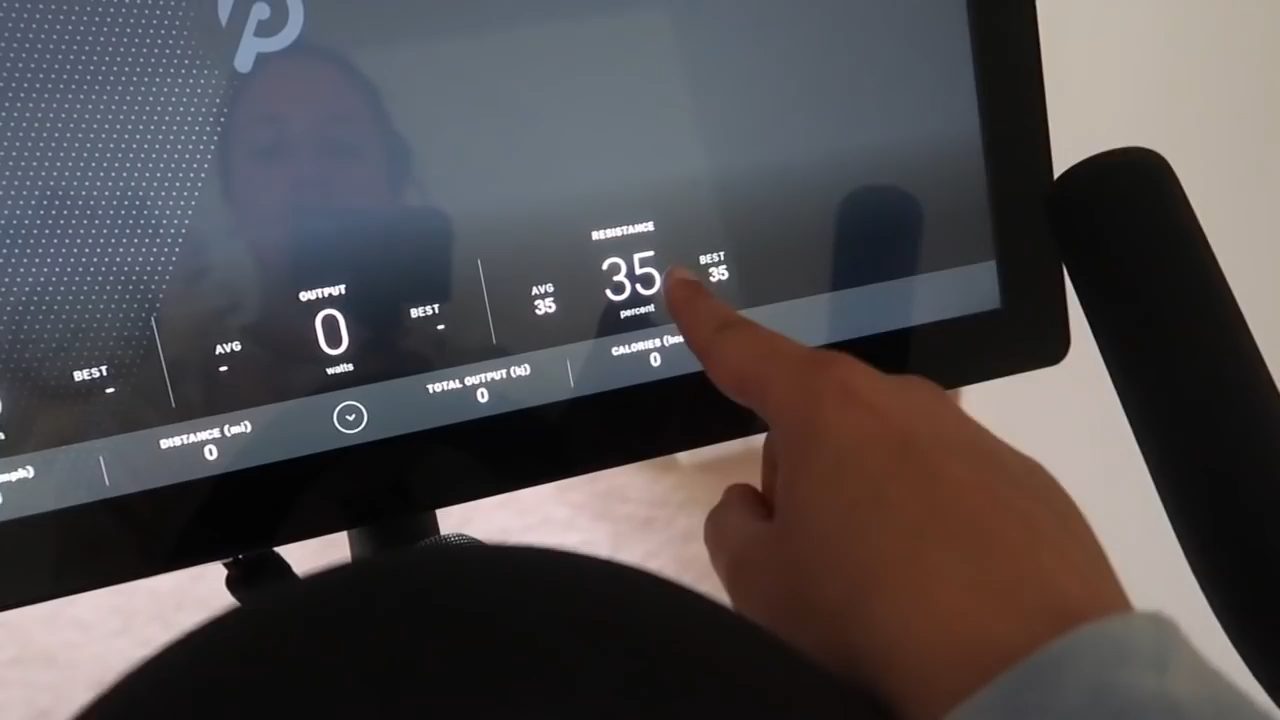 RESISTANCE
AVG
35
35
percent
BEST
35
OUTPUT
AVG
-
0
watts
BEST
-
BEST
-
CALORIES
0
TOTAL OUTPUT (kj)
0
DISTANCE (mi)
0
mph)